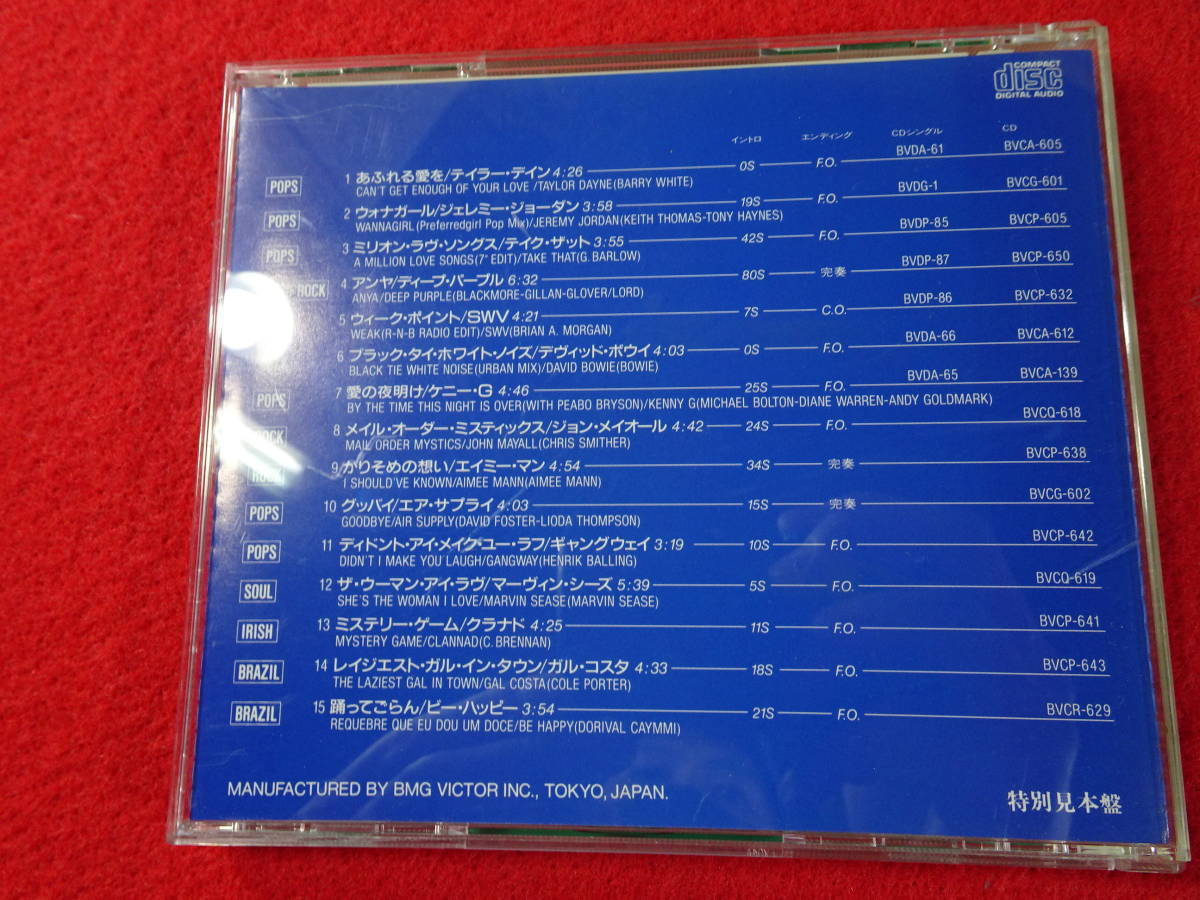 COMPACT
disc
DIGITAL AUDIO
イントロ エンディング CDシングル CD
POPS 1 あふれる愛を/テイラー・デイン 4:26 0S F.O. BVDA-61 BVCA-605
CAN'T GET ENOUGH OF YOUR LOVE/TAYLOR DAYNE(BARRY WHITE)
POPS 2 ウォナガール/ジェレミー・ジョーダン 3:58 19S F.O. BVDG-1 BVCG-601
WANNAGIRL(Preferredgirl Pop Mix)/JEREMY JORDAN(KEITH THOMAS-TONY HAYNES)
POPS 3 ミリオン・ラヴ・ソングス/テイク・ザット 3:55 42S F.O. BVDP-85 BVCP-605
A MILLION LOVE SONGS(7" EDIT)/TAKE THAT(G.BARLOW)
ROCK 4 アンヤ/ディープ・パープル 6:32 80S 完奏 BVDP-87 BVCP-650
ANYA/DEEP PURPLE(BLACKMORE-GILLAN-GLOVER/LORD)
5 ウィーク・ポイント/SWV 4:21 7S C.O. BVDP-86 BVCP-632
WEAK(R-N-B RADIO EDIT)/SWV(BRIAN A. MORGAN)
6 ブラック・タイ・ホワイト・ノイズ/デヴィッド・ボウイ 4:03 0S F.O. BVDA-66 BVCA-612
BLACK TIE WHITE NOISE(URBAN MIX)/DAVID BOWIE(BOWIE)
POPS 7 愛の夜明け/ケニー・G 4:46 25S F.O. BVDA-65 BVCA-139
BY THE TIME THIS NIGHT IS OVER(WITH PEABO BRYSON)/KENNY G(MICHAEL BOLTON-DIANE WARREN-ANDY GOLDMARK)
ROCK 8 メイル・オーダー・ミスティックス/ジョン・メイオール 4:42 24S F.O. BVCQ-618
MAIL ORDER MYSTICS/JOHN MAYALL(CHRIS SMITHER)
ROCK 9 かりそめの想い/エイミー・マン 4:54 34S 完奏 BVCP-638
I SHOULD'VE KNOWN/AIMEE MANN(AIMEE MANN)
POPS 10 グッバイ/エア・サプライ 4:03 15S 完奏 BVCG-602
GOODBYE/AIR SUPPLY(DAVID FOSTER-LIODA THOMPSON)
POPS 11 ディドント・アイ・メイク・ユー・ラフ/ギャングウェイ 3:19 10S F.O. BVCP-642
DIDN'T I MAKE YOU LAUGH/GANGWAY(HENRIK BALLING)
SOUL 12 ザ・ウーマン・アイ・ラヴ/マーヴィン・シーズ 5:39 5S F.O. BVCQ-619
SHE'S THE WOMAN I LOVE/MARVIN SEASE(MARVIN SEASE)
IRISH 13 ミステリー・ゲーム/クラナド 4:25 11S F.O. BVCP-641
MYSTERY GAME/CLANNAD(C. BRENNAN)
BRAZIL 14 レイジエスト・ガル・イン・タウン/ガル・コスタ 4:33 18S F.O. BVCP-643
THE LAZIEST GAL IN TOWN/GAL COSTA(COLE PORTER)
BRAZIL 15 踊ってごらん/ビー・ハッピー 3:54 21S F.O. BVCR-629
REQUEBRE QUE EU DOU UM DOCE/BE HAPPY(DORIVAL CAYMMI)
MANUFACTURED BY BMG VICTOR INC., TOKYO, JAPAN.
特別見本盤